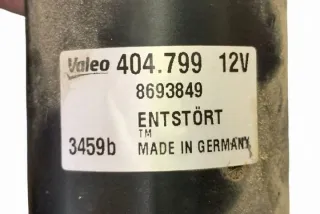 Valeo 404.799 12V
8693849
ENTSTÖRT
3459b ™ MADE IN GERMANY